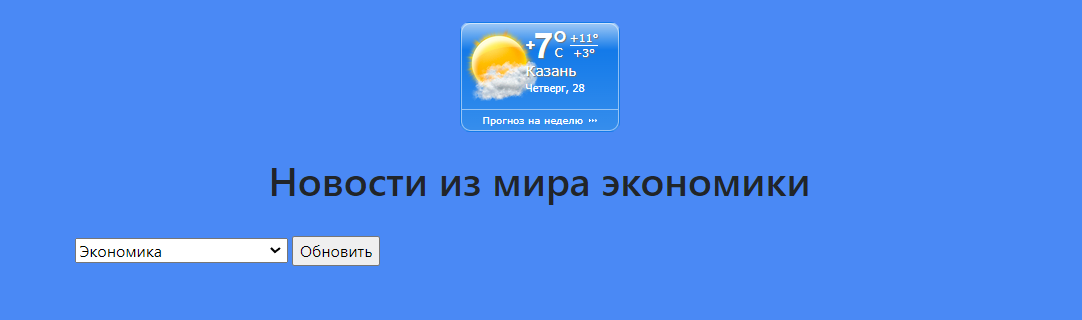 +7° +11°
C +3°
Казань
Четверг, 28
Прогноз на неделю
Новости из мира экономики
Экономика Обновить